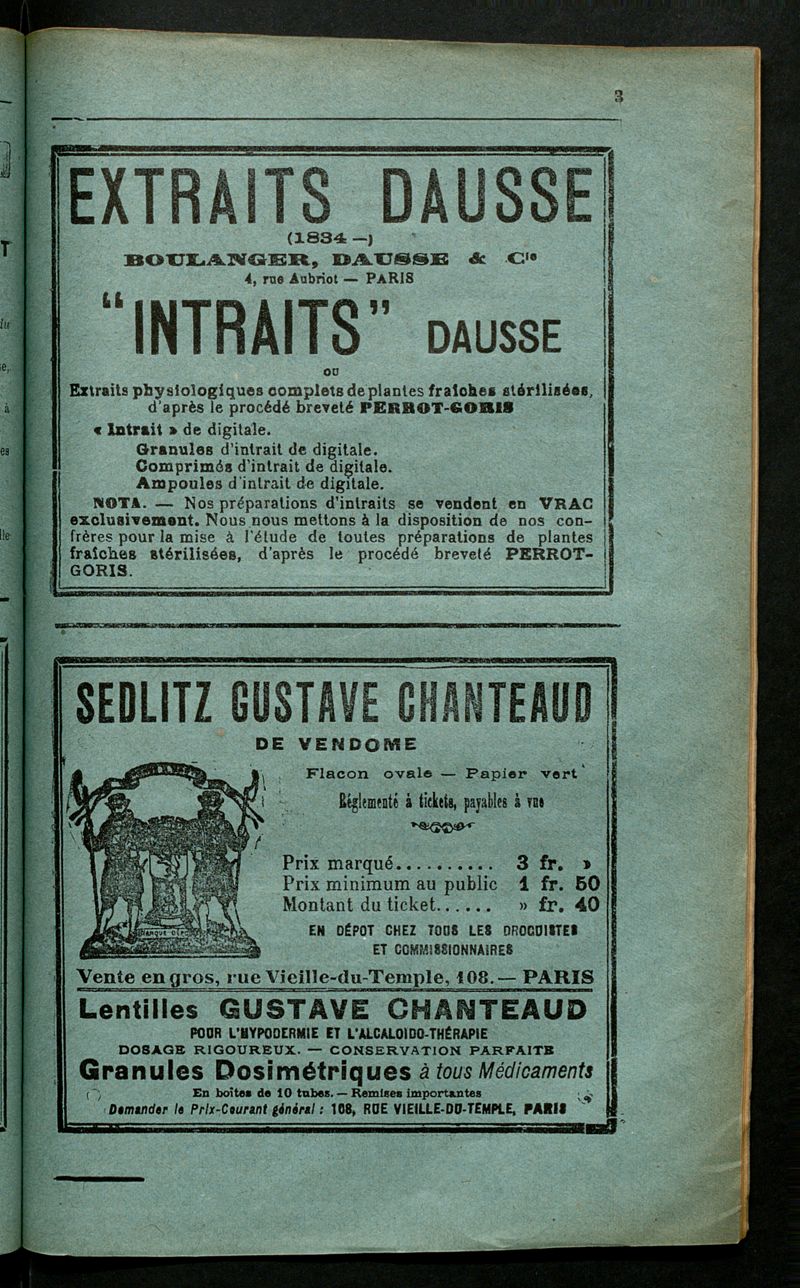 3
EXTRAITS DAUSSE
(1834 —)
BOULANGER, DAUSSE & Cie
4, rue Aubriot — PARIS
"INTRAITS" DAUSSE
OU
Extraits physiologiques complets de plantes fraîches stérilisées,
d'après le procédé breveté PERROT-GORIS
« Intrait » de digitale.
Granules d'intrait de digitale.
Comprimés d'intrait de digitale.
Ampoules d'intrait de digitale.
NOTA. — Nos préparations d'intraits se vendent en VRAC
exclusivement. Nous nous mettons à la disposition de nos con-
frères pour la mise à l'étude de toutes préparations de plantes
fraîches stérilisées, d'après le procédé breveté PERROT-
GORIS.
SEDLITZ GUSTAVE CHANTEAUD
DE VENDOME
Flacon ovale — Papier vert
Réglementé à tickets, payables à vue
Prix marqué.......... 3 fr. »
Prix minimum au public 1 fr. 50
Montant du ticket...... » fr. 40
EN DÉPOT CHEZ TOUS LES DROGUISTES
ET COMMISSIONNAIRES
Vente en gros, rue Vieille-du-Temple, 108. — PARIS
Lentilles GUSTAVE CHANTEAUD
POUR L'HYPODERMIE ET L'ALCALOIDO-THÉRAPIE
DOSAGE RIGOUREUX. — CONSERVATION PARFAITE
Granules Dosimétriques à tous Médicaments
En boîtes de 10 tubes. — Remises importantes
Demander le Prix-Courant général : 108, RUE VIEILLE-DU-TEMPLE, PARIS